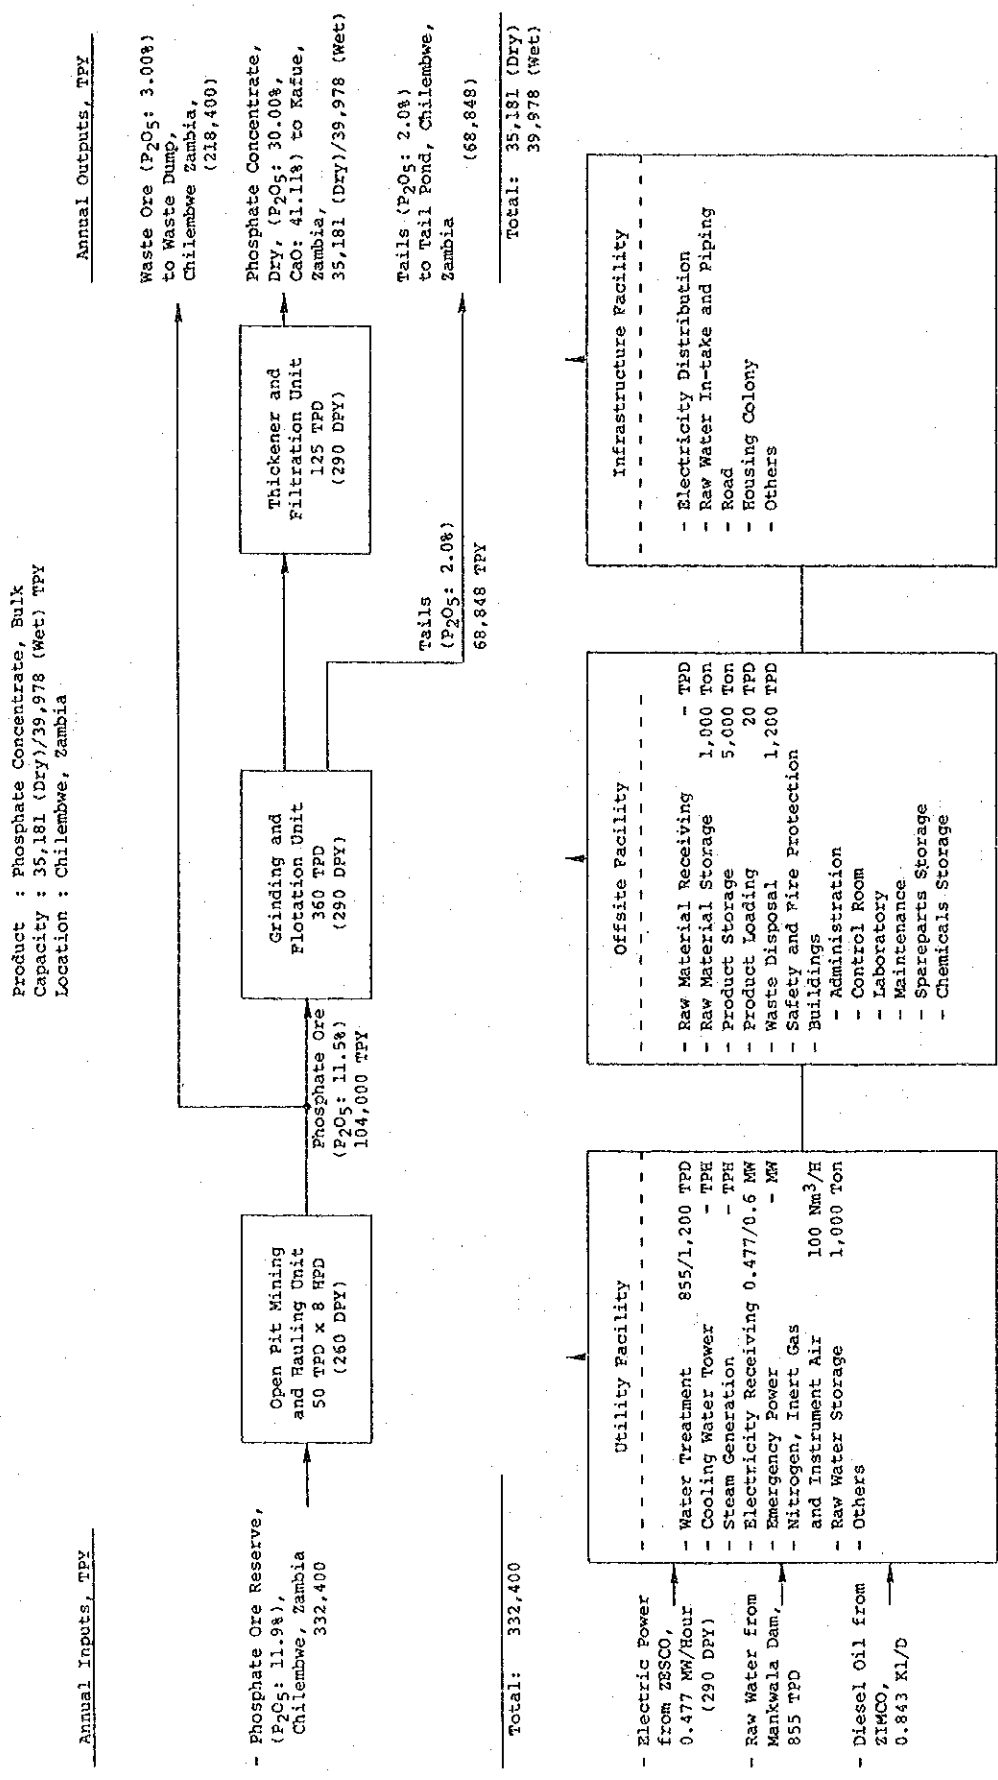 Product : Phosphate Concentrate, Bulk
Capacity : 35,181 (Dry)/39,978 (Wet) TPY
Location : Chilembwe, Zambia
Annual Inputs, TPY
- Phosphate Ore Reserve,
(P2O5: 11.9%),
Chilembwe, Zambia
332,400
Total: 332,400
Open Pit Mining
and Hauling Unit
50 TPD x 8 HPD
(260 DPY)
Phosphate Ore
(P2O5: 11.5%)
104,000 TPY
Grinding and
Flotation Unit
360 TPD
(290 DPY)
Tails
(P2O5: 2.0%)
68,848 TPY
Thickener and
Filtration Unit
125 TPD
(290 DPY)
Annual Outputs, TPY
Waste Ore (P2O5: 3.00%)
to Waste Dump,
Chilembwe Zambia,
(218,400)
Phosphate Concentrate,
Dry, (P2O5: 30.00%,
CaO: 41.11%) to Kafue,
Zambia,
35,181 (Dry)/39,978 (Wet)
Tails (P2O5: 2.0%)
to Tail Pond, Chilembwe,
Zambia
(68,848)
Total: 35,181 (Dry)
39,978 (Wet)
- Electric Power
from ZESCO,
0.477 MW/Hour
(290 DPY)
- Raw Water from
Mankwala Dam,
855 TPD
- Diesel Oil from
ZIMCO,
0.843 Kl/D
Utility Facility
- Water Treatment 855/1,200 TPD
- Cooling Water Tower - TPH
- Steam Generation - TPH
- Electricity Receiving 0.477/0.6 MW
- Emergency Power - MW
- Nitrogen, Inert Gas
and Instrument Air 100 Nm3/H
- Raw Water Storage 1,000 Ton
- Others
Offsite Facility
- Raw Material Receiving - TPD
- Raw Material Storage 1,000 Ton
- Product Storage 5,000 Ton
- Product Loading 20 TPD
- Waste Disposal 1,200 TPD
- Safety and Fire Protection
- Buildings
- Administration
- Control Room
- Laboratory
- Maintenance
- Spareparts Storage
- Chemicals Storage
Infrastructure Facility
- Electricity Distribution
- Raw Water In-take and Piping
- Road
- Housing Colony
- Others